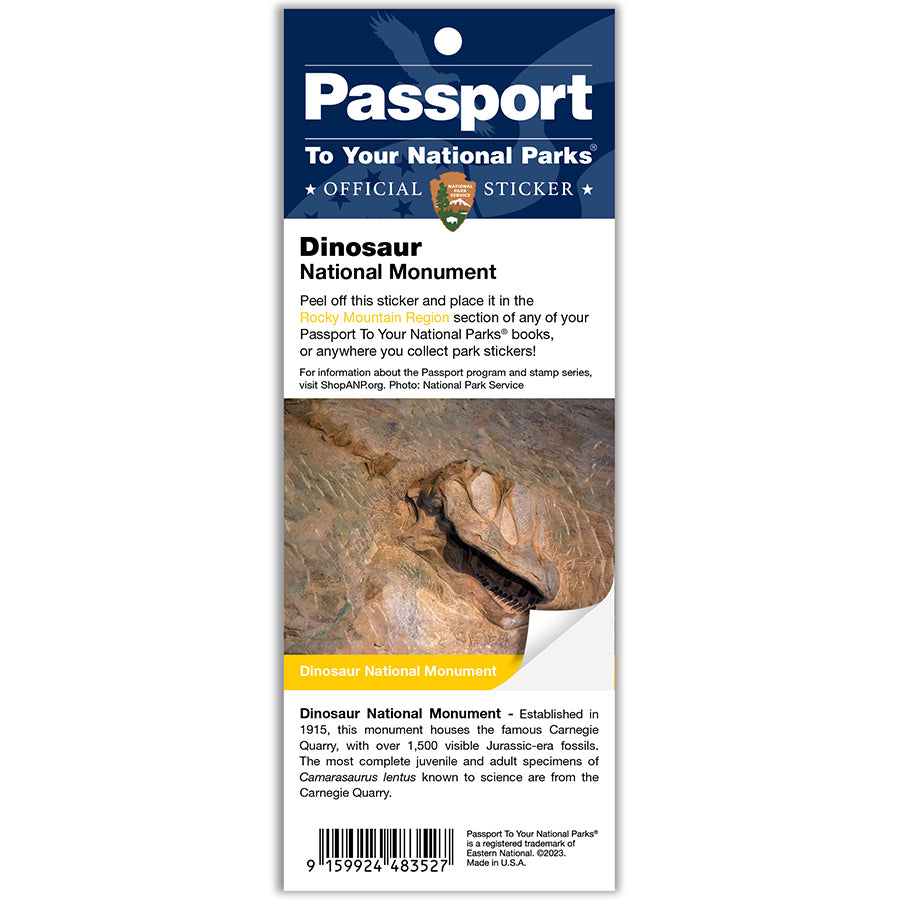 Passport
To Your National Parks®
★ OFFICIAL STICKER ★
NATIONAL
PARK
SERVICE
Dinosaur
National Monument
Peel off this sticker and place it in the
Rocky Mountain Region section of any of your
Passport To Your National Parks® books,
or anywhere you collect park stickers!
For information about the Passport program and stamp series,
visit ShopANP.org. Photo: National Park Service
Dinosaur National Monument
Dinosaur National Monument - Established in
1915, this monument houses the famous Carnegie
Quarry, with over 1,500 visible Jurassic-era fossils.
The most complete juvenile and adult specimens of
Camarasaurus lentus known to science are from the
Carnegie Quarry.
9 159924 483527
Passport To Your National Parks®
is a registered trademark of
Eastern National. ©2023.
Made in U.S.A.